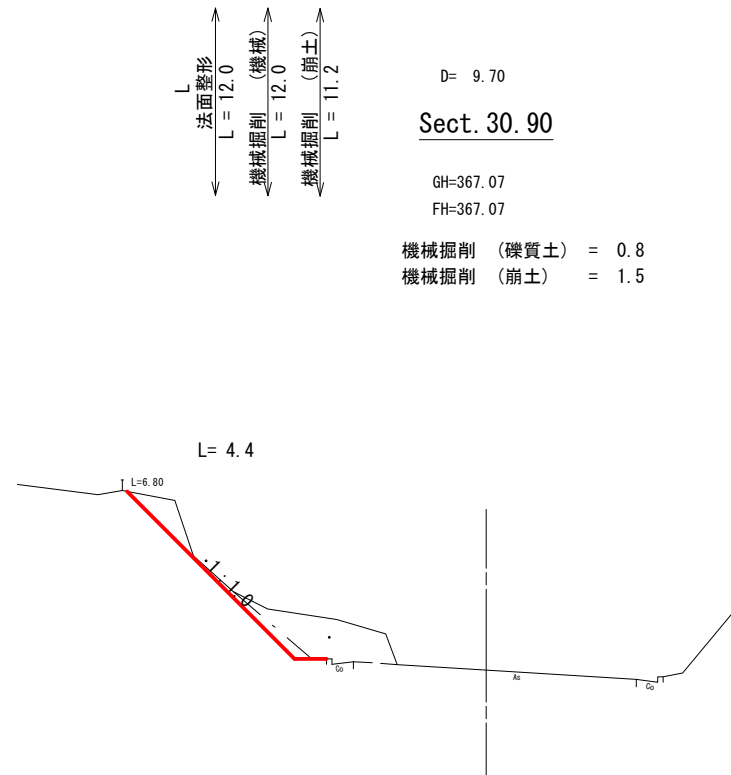 L
法面整形
L = 12.0
機械掘削 (機械)
L = 12.0
機械掘削 (崩土)
L = 11.2
D= 9.70
Sect.30.90
GH=367.07
FH=367.07
機械掘削 (礫質土) = 0.8
機械掘削 (崩土) = 1.5
L= 4.4
L=6.80
1:1.0
Co
As
Co